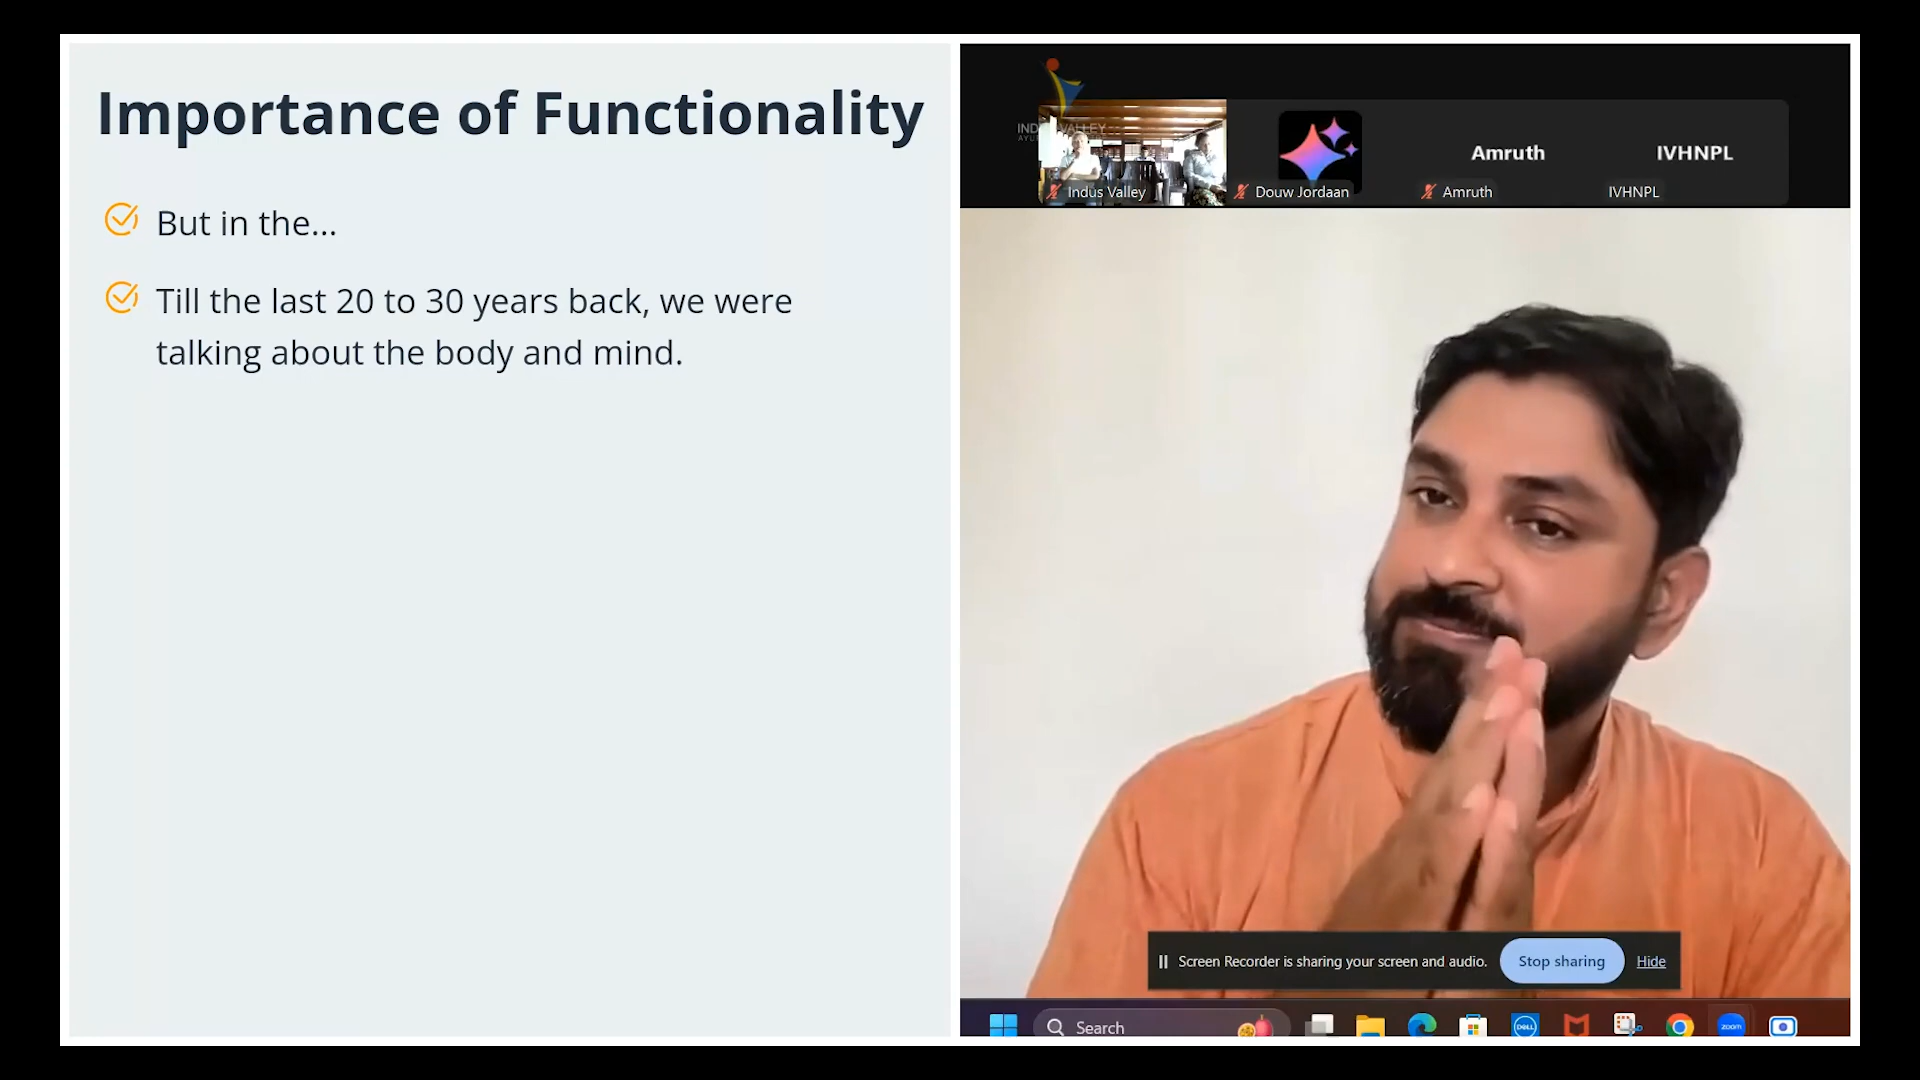 Importance of Functionality
But in the...
Till the last 20 to 30 years back, we were
talking about the body and mind.
Indus Valley
Douw Jordaan
Amruth
Amruth
IVHNPL
IVHNPL
Screen Recorder is sharing your screen and audio.
Stop sharing
Hide
Search
DELL
zoom